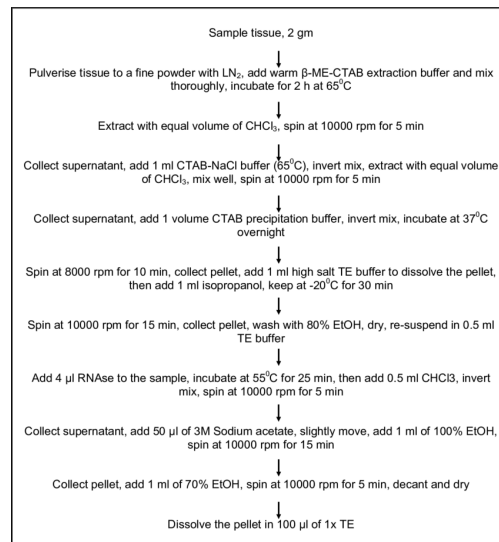 Sample tissue, 2 gm
Pulverise tissue to a fine powder with LN₂, add warm β-ME-CTAB extraction buffer and mix
thoroughly, incubate for 2 h at 65⁰C
Extract with equal volume of CHCl₃, spin at 10000 rpm for 5 min
Collect supernatant, add 1 ml CTAB-NaCl buffer (65⁰C), invert mix, extract with equal volume
of CHCl₃, mix well, spin at 10000 rpm for 5 min
Collect supernatant, add 1 volume CTAB precipitation buffer, invert mix, incubate at 37⁰C
overnight
Spin at 8000 rpm for 10 min, collect pellet, add 1 ml high salt TE buffer to dissolve the pellet,
then add 1 ml isopropanol, keep at -20⁰C for 30 min
Spin at 10000 rpm for 15 min, collect pellet, wash with 80% EtOH, dry, re-suspend in 0.5 ml
TE buffer
Add 4 µl RNAse to the sample, incubate at 55⁰C for 25 min, then add 0.5 ml CHCl3, invert
mix, spin at 10000 rpm for 5 min
Collect supernatant, add 50 µl of 3M Sodium acetate, slightly move, add 1 ml of 100% EtOH,
spin at 10000 rpm for 15 min
Collect pellet, add 1 ml of 70% EtOH, spin at 10000 rpm for 5 min, decant and dry
Dissolve the pellet in 100 µl of 1x TE